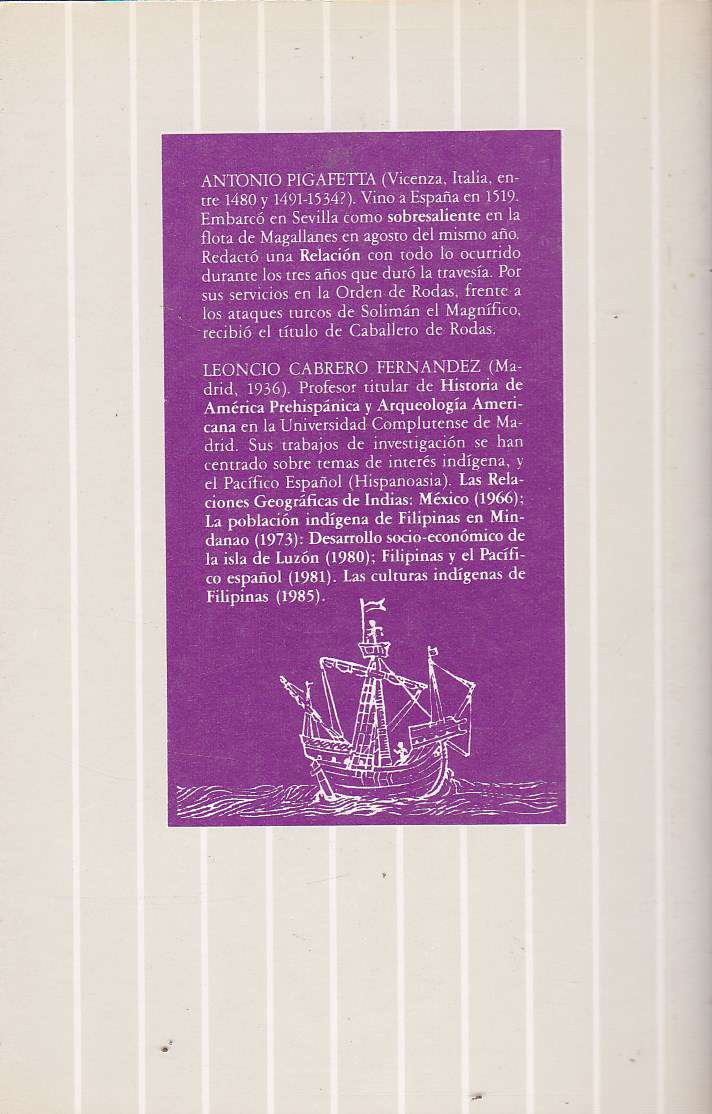 ANTONIO PIGAFETTA (Vicenza, Italia, en-
tre 1480 y 1491-1534?). Vino a España en 1519.
Embarcó en Sevilla como sobresaliente en la
flota de Magallanes en agosto del mismo año.
Redactó una Relación con todo lo ocurrido
durante los tres años que duró la travesía. Por
sus servicios en la Orden de Rodas, frente a
los ataques turcos de Solimán el Magnífico,
recibió el título de Caballero de Rodas.
LEONCIO CABRERO FERNANDEZ (Ma-
drid, 1936). Profesor titular de Historia de
América Prehispánica y Arqueología Ameri-
cana en la Universidad Complutense de Ma-
drid. Sus trabajos de investigación se han
centrado sobre temas de interés indígena, y
el Pacífico Español (Hispanoasia). Las Rela-
ciones Geográficas de Indias: México (1966);
La población indígena de Filipinas en Min-
danao (1973): Desarrollo socio-económico de
la isla de Luzón (1980); Filipinas y el Pacífi-
co español (1981). Las culturas indígenas de
Filipinas (1985).